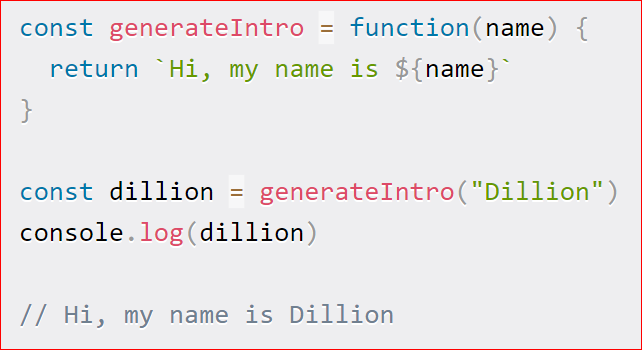 const generateIntro = function(name) {
  return `Hi, my name is ${name}`
}
const dillion = generateIntro("Dillion")
console.log(dillion)
// Hi, my name is Dillion